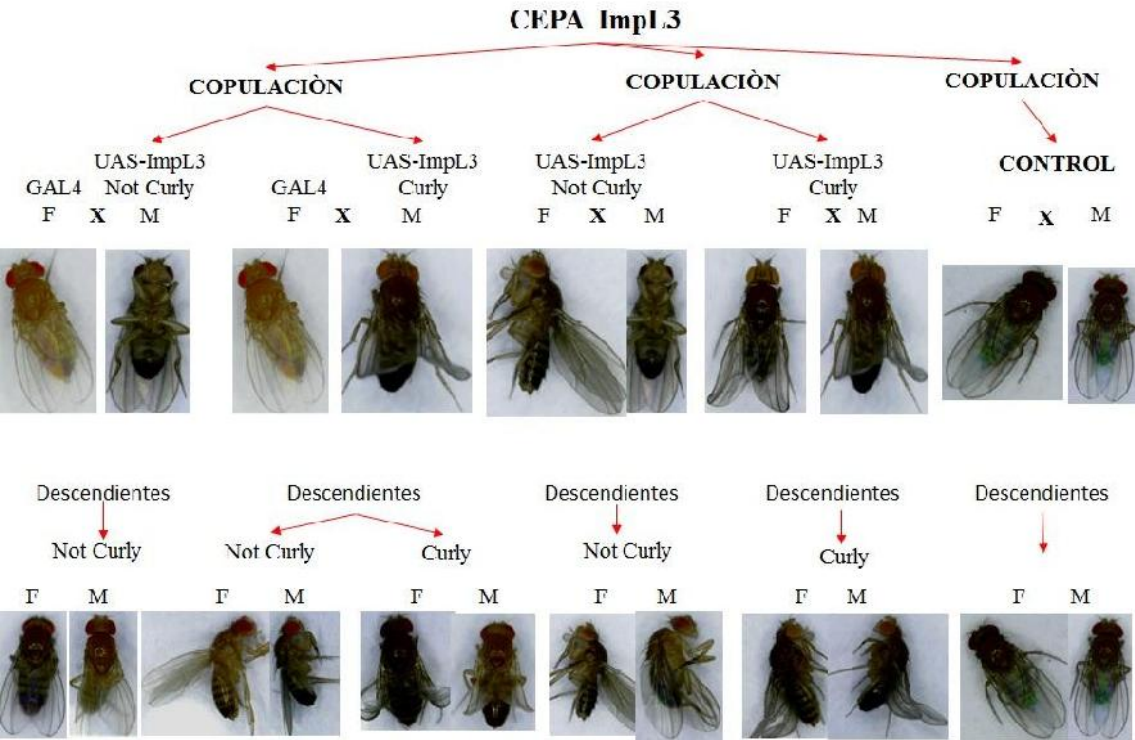 CEPA ImpL3
COPULACIÒN
COPULACIÒN
COPULACIÒN
UAS-ImpL3
Not Curly
GAL4
F X M
UAS-ImpL3
Curly
GAL4
F X M
UAS-ImpL3
Not Curly
F X M
UAS-ImpL3
Curly
F X M
CONTROL
F X M
Descendientes
Not Curly
F M
Descendientes
Not Curly
F M
Curly
Descendientes
Not Curly
F M
Descendientes
Curly
F M
Descendientes
F M